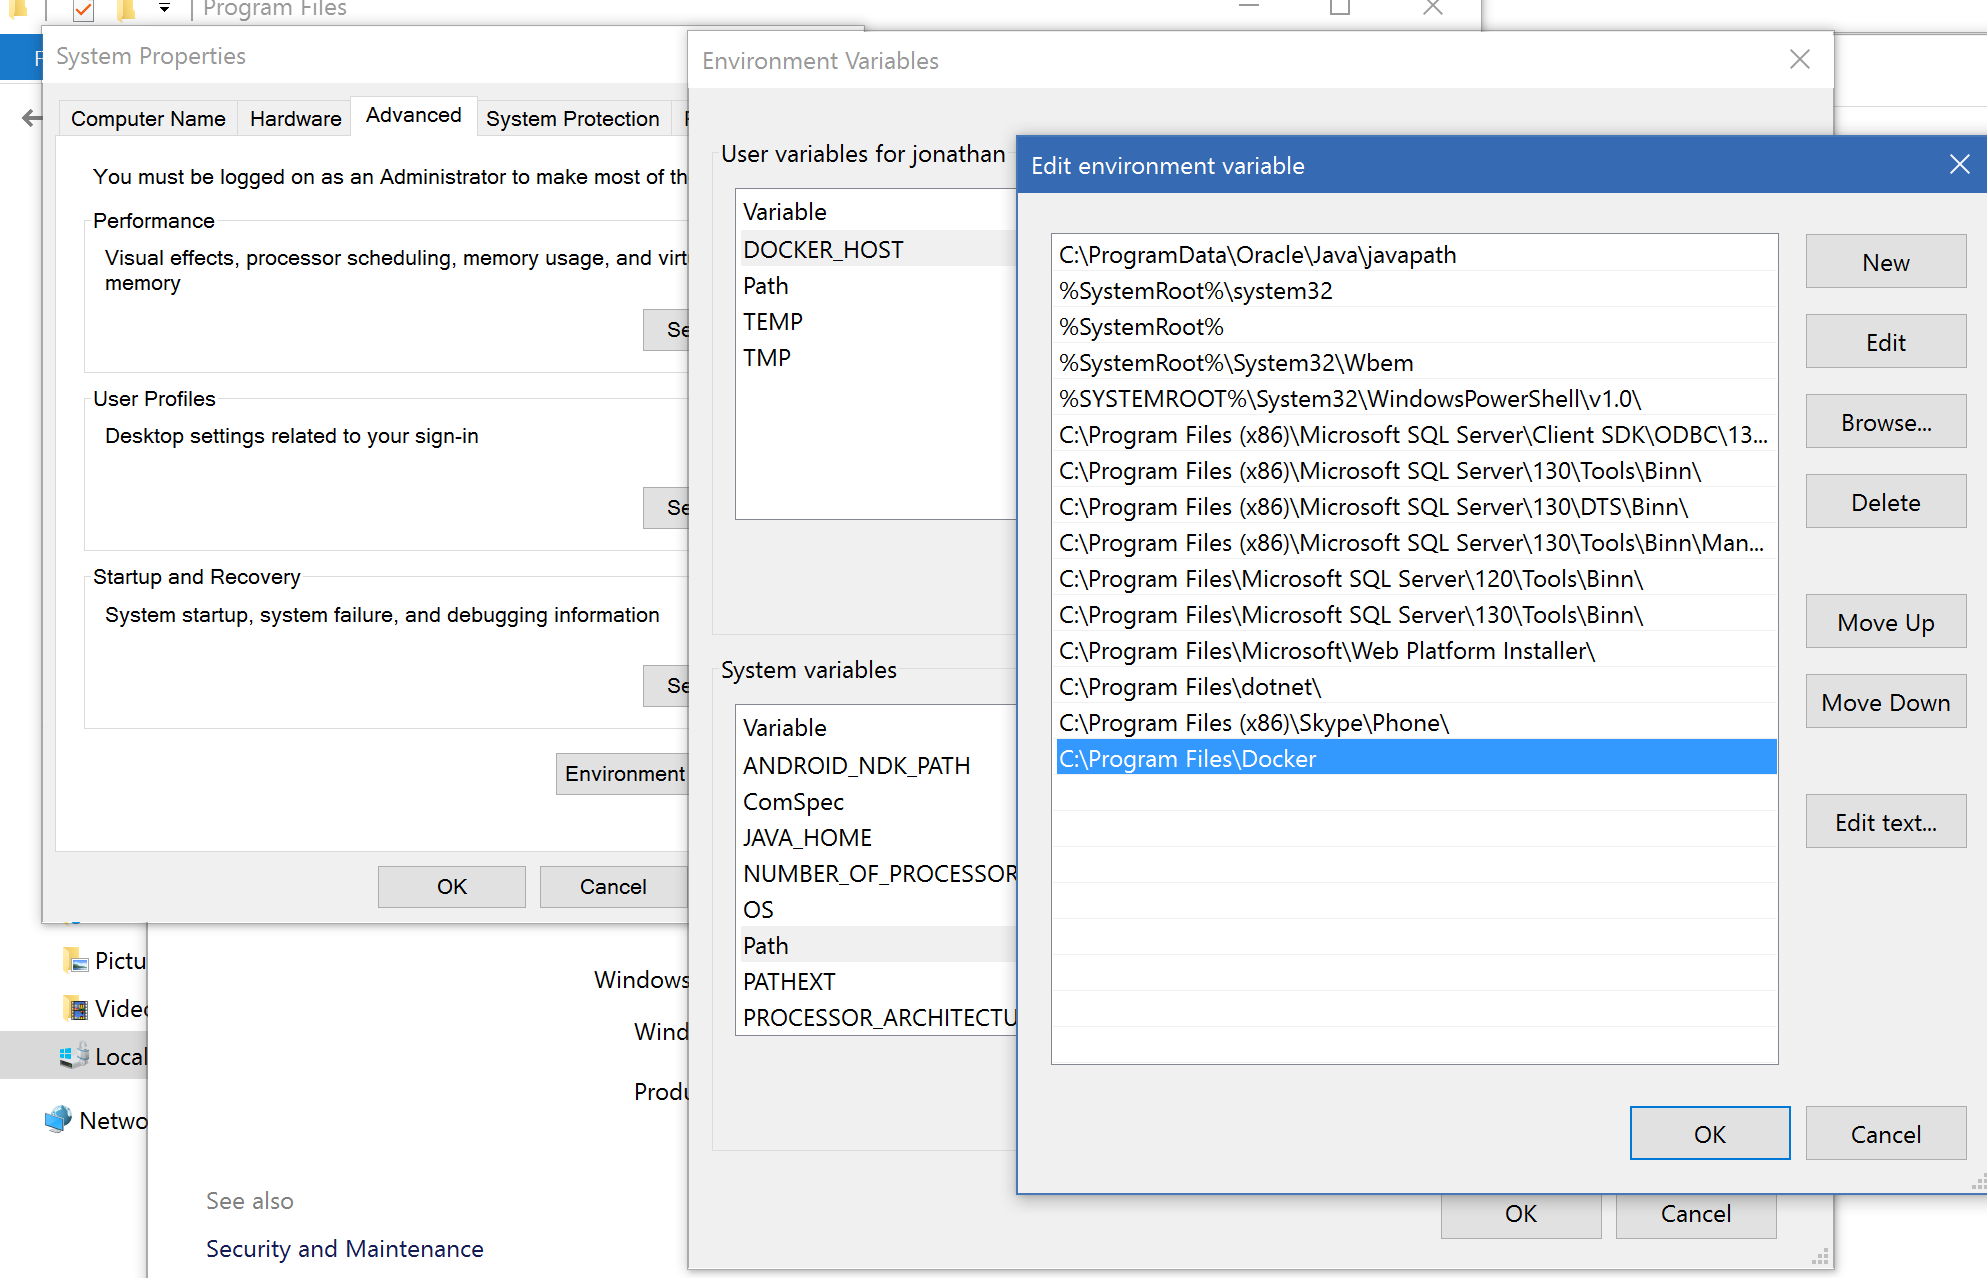 Program Files
System Properties
Computer Name
Hardware
Advanced
System Protection
You must be logged on as an Administrator to make most of th
Performance
Visual effects, processor scheduling, memory usage, and virt
memory
Se
User Profiles
Desktop settings related to your sign-in
Se
Startup and Recovery
System startup, system failure, and debugging information
Se
Environment
OK
Cancel
Pictu
Video
Local
Netwo
Windows
Wind
Produ
See also
Security and Maintenance
Environment Variables
User variables for jonathan
Variable
DOCKER_HOST
Path
TEMP
TMP
System variables
Variable
ANDROID_NDK_PATH
ComSpec
JAVA_HOME
NUMBER_OF_PROCESSOR
OS
Path
PATHEXT
PROCESSOR_ARCHITECTU
OK
Cancel
Edit environment variable
C:\ProgramData\Oracle\Java\javapath
%SystemRoot%\system32
%SystemRoot%
%SystemRoot%\System32\Wbem
%SYSTEMROOT%\System32\WindowsPowerShell\v1.0\
C:\Program Files (x86)\Microsoft SQL Server\Client SDK\ODBC\13...
C:\Program Files (x86)\Microsoft SQL Server\130\Tools\Binn\
C:\Program Files (x86)\Microsoft SQL Server\130\DTS\Binn\
C:\Program Files (x86)\Microsoft SQL Server\130\Tools\Binn\Man...
C:\Program Files\Microsoft SQL Server\120\Tools\Binn\
C:\Program Files\Microsoft SQL Server\130\Tools\Binn\
C:\Program Files\Microsoft\Web Platform Installer\
C:\Program Files\dotnet\
C:\Program Files (x86)\Skype\Phone\
C:\Program Files\Docker
New
Edit
Browse...
Delete
Move Up
Move Down
Edit text...
OK
Cancel